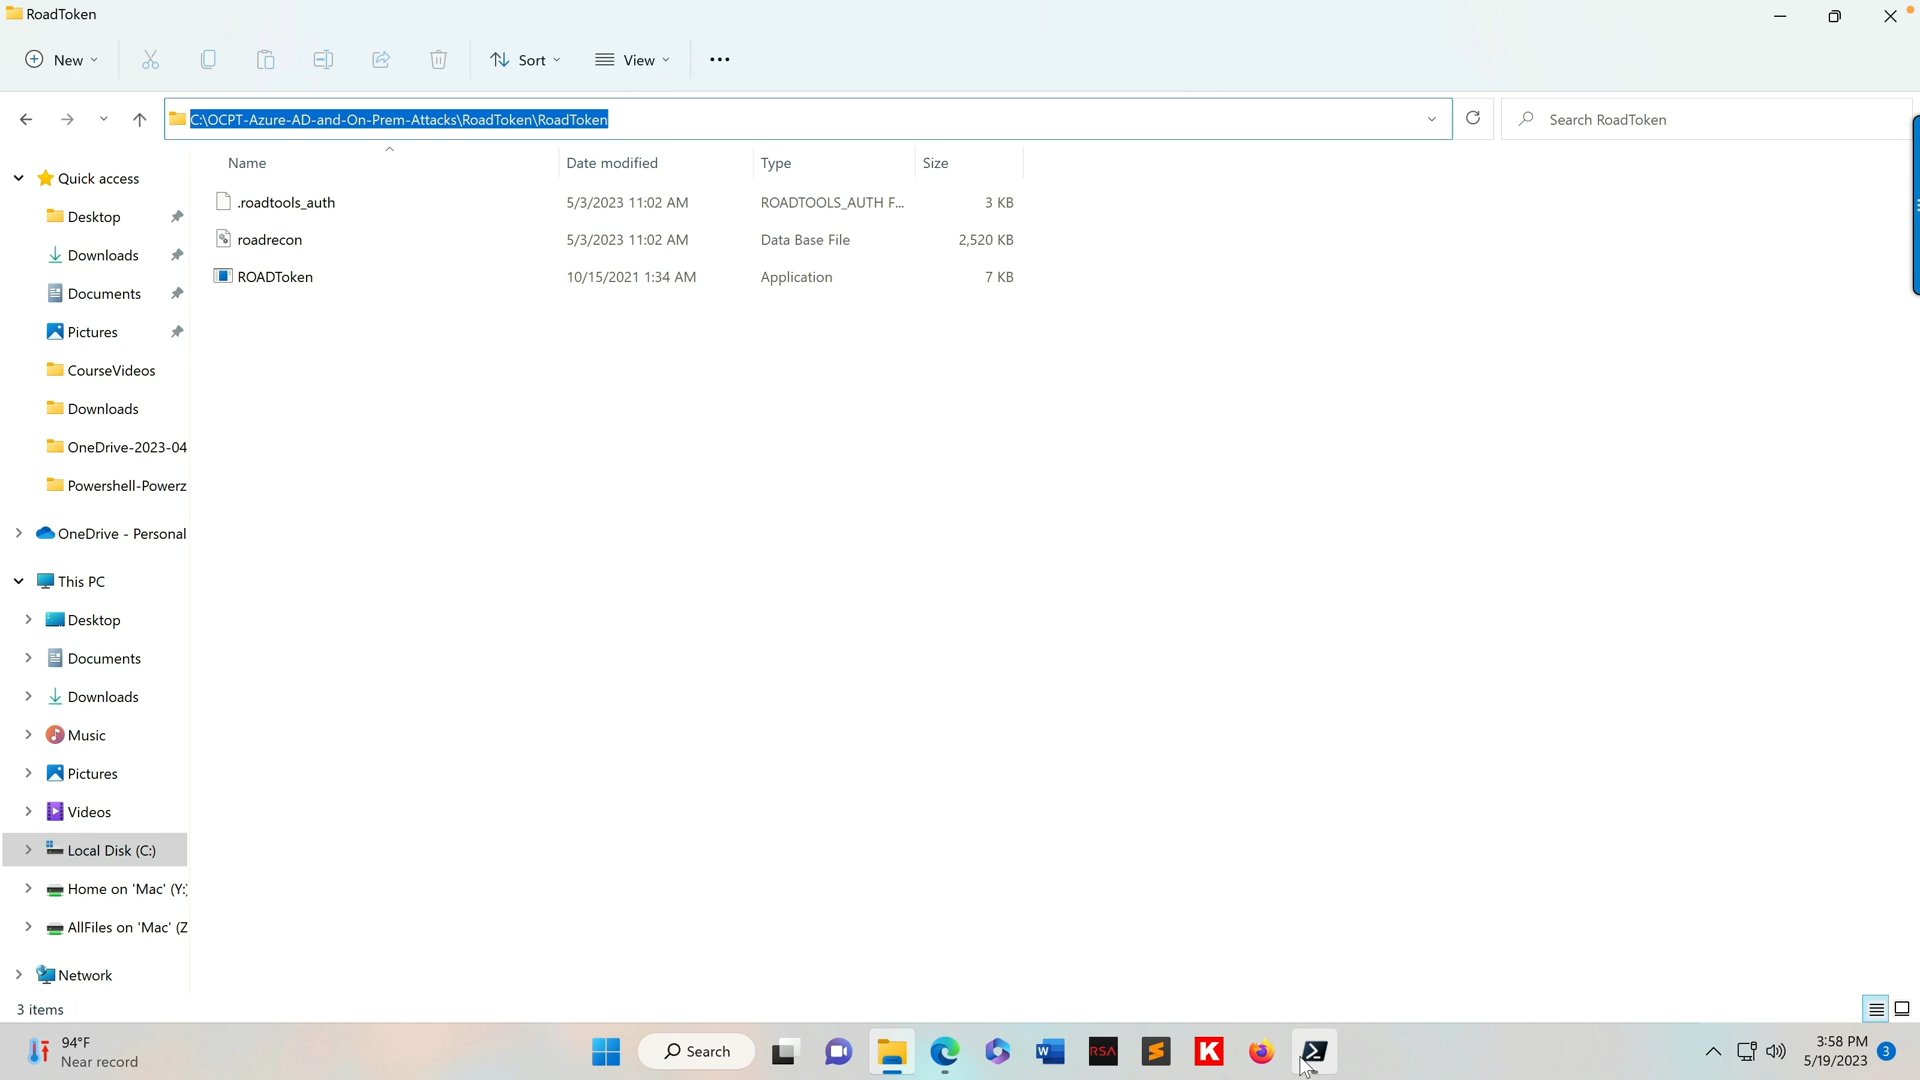 RoadToken
New
Sort
View
C:\OCPT-Azure-AD-and-On-Prem-Attacks\RoadToken\RoadToken
Search RoadToken
Name Date modified Type Size
.roadtools_auth 5/3/2023 11:02 AM ROADTOOLS_AUTH F... 3 KB
roadrecon 5/3/2023 11:02 AM Data Base File 2,520 KB
ROADToken 10/15/2021 1:34 AM Application 7 KB
Quick access
Desktop
Downloads
Documents
Pictures
CourseVideos
Downloads
OneDrive-2023-04
Powershell-Powerz
OneDrive - Personal
This PC
Desktop
Documents
Downloads
Music
Pictures
Videos
Local Disk (C:)
Home on 'Mac' (Y:)
AllFiles on 'Mac' (Z
Network
3 items
94°F
Near record
Search
RSA
K
3:58 PM
5/19/2023
3